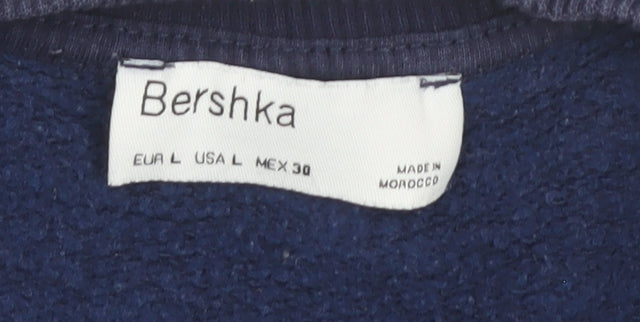 Bershka
EUR L USA L MEX 30
MADE IN
MOROCCO